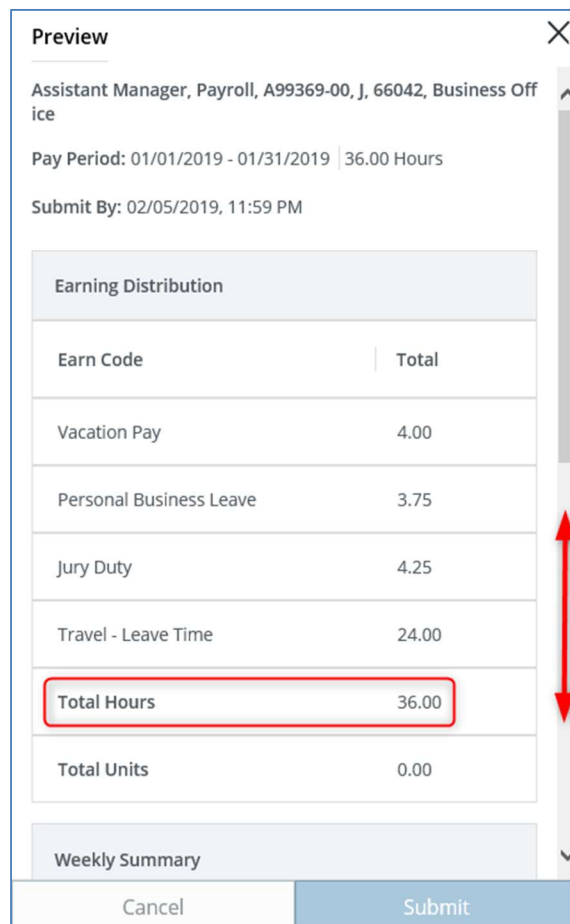 Preview
Assistant Manager, Payroll, A99369-00, J, 66042, Business Off
ice
Pay Period: 01/01/2019 - 01/31/2019 36.00 Hours
Submit By: 02/05/2019, 11:59 PM
Earning Distribution
Earn Code Total
Vacation Pay 4.00
Personal Business Leave 3.75
Jury Duty 4.25
Travel - Leave Time 24.00
Total Hours 36.00
Total Units 0.00
Weekly Summary
Cancel Submit